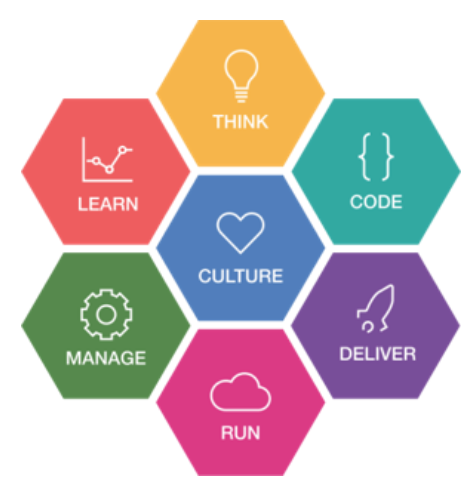 THINK
LEARN
CODE
CULTURE
MANAGE
DELIVER
RUN